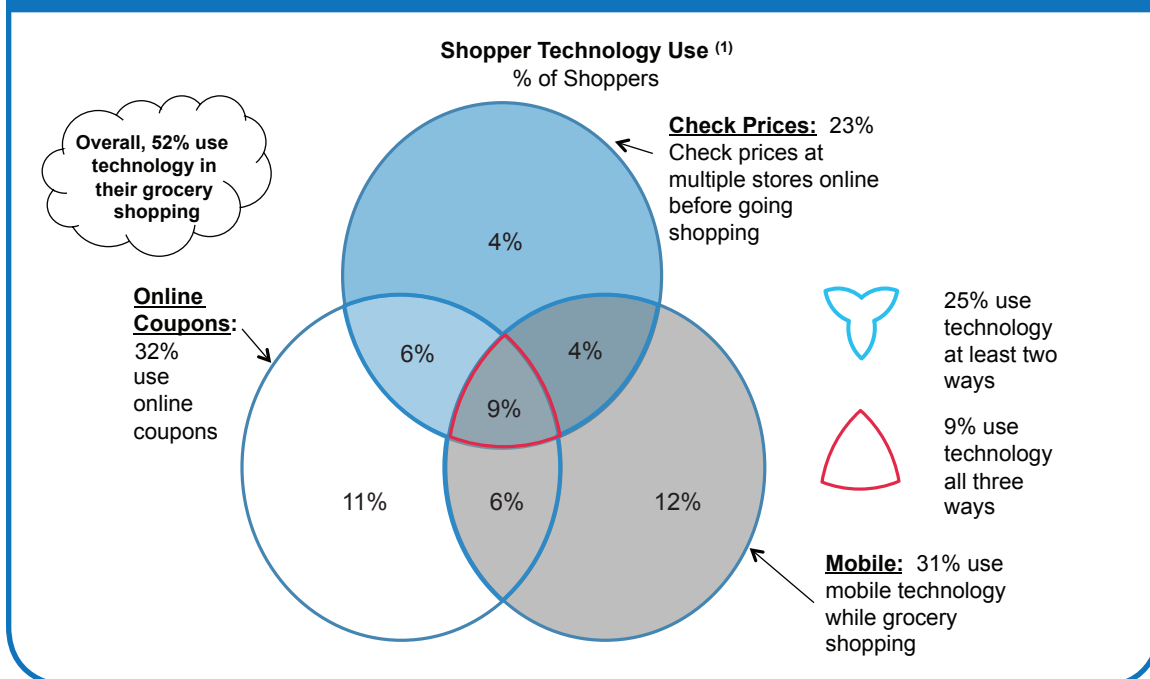 Shopper Technology Use (1)
% of Shoppers
Overall, 52% use
technology in
their grocery
shopping
Check Prices: 23%
Check prices at
multiple stores online
before going
shopping
4%
Online
Coupons:
32%
use
online
coupons
6%
4%
9%
11%
6%
12%
25% use
technology
at least two
ways
9% use
technology
all three
ways
Mobile: 31% use
mobile technology
while grocery
shopping